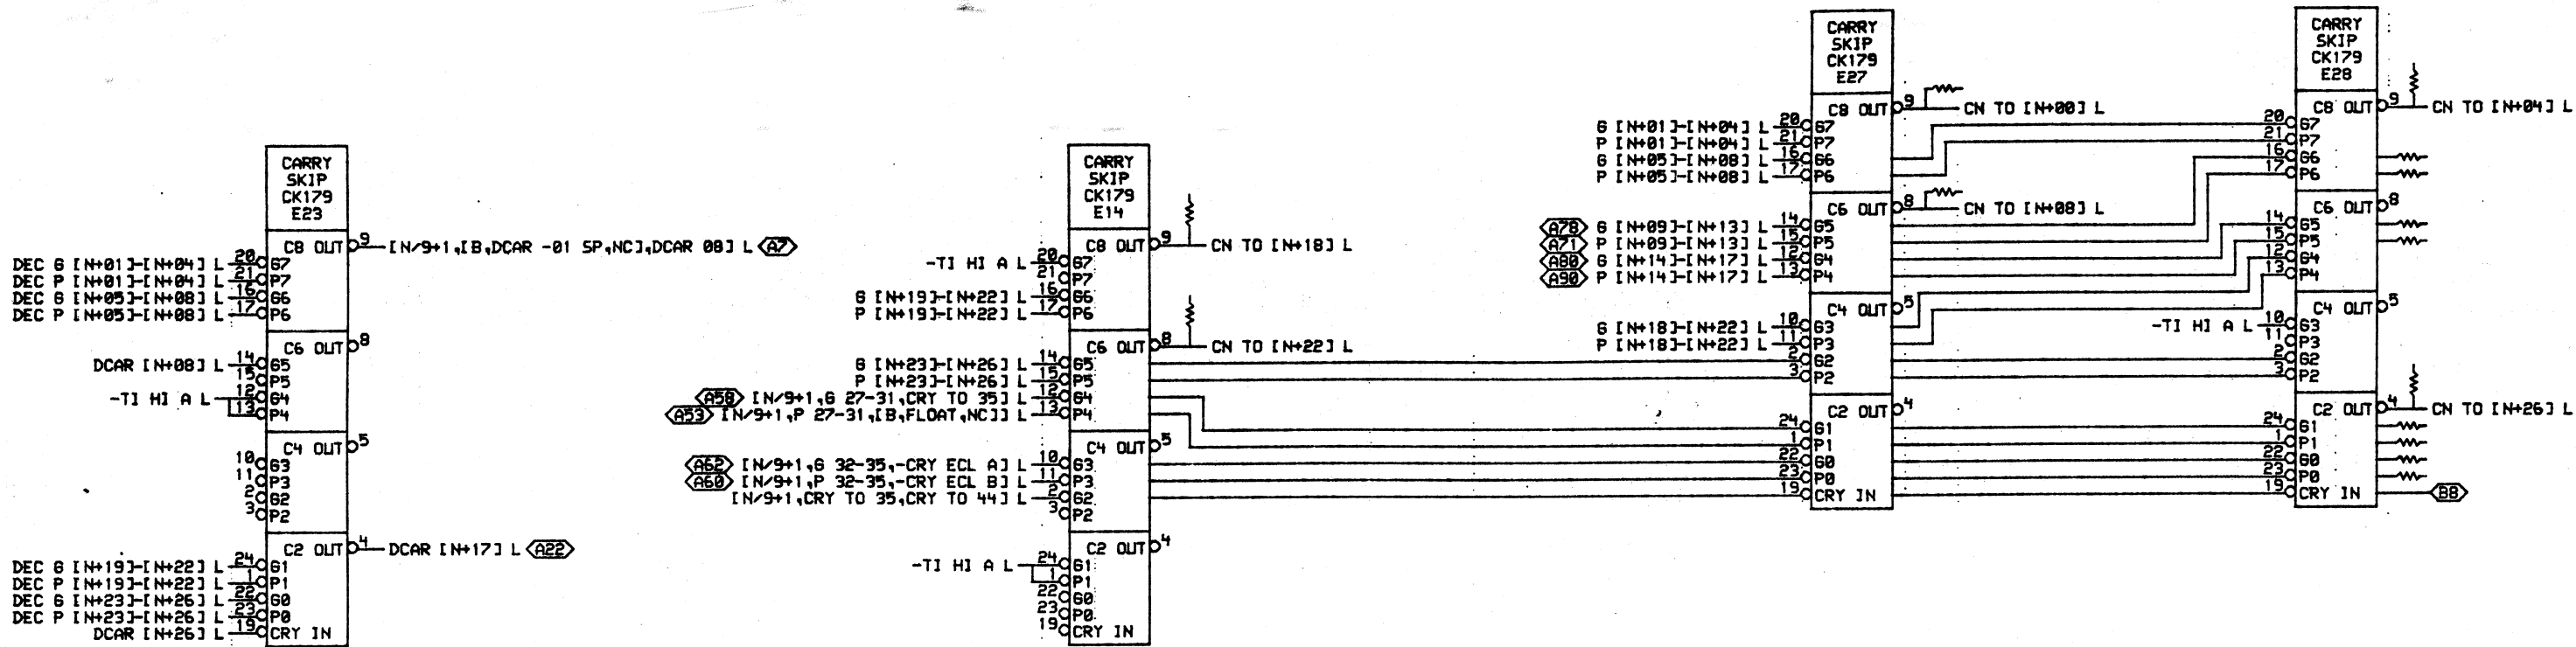 CARRY
SKIP
CK179
E23
C8 OUT 9 [N/9+1,[B,DCAR -01 SP,NC],DCAR 08] L A7
DEC G [N+01]-[N+04] L 20 G7
DEC P [N+01]-[N+04] L 21 P7
DEC G [N+05]-[N+08] L 16 G6
DEC P [N+05]-[N+08] L 17 P6
C6 OUT 8
DCAR [N+08] L 14 G5
15 P5
-TI HI A L 12 G4
13 P4
C4 OUT 5
10 G3
11 P3
2 G2
3 P2
C2 OUT 4 DCAR [N+17] L A22
DEC G [N+19]-[N+22] L 24 G1
DEC P [N+19]-[N+22] L 1 P1
DEC G [N+23]-[N+26] L 22 G0
DEC P [N+23]-[N+26] L 23 P0
DCAR [N+26] L 19 CRY IN
CARRY
SKIP
CK179
E14
C8 OUT 9 CN TO [N+18] L
-TI HI A L 20 G7
21 P7
G [N+19]-[N+22] L 16 G6
P [N+19]-[N+22] L 17 P6
C6 OUT 8 CN TO [N+22] L
G [N+23]-[N+26] L 14 G5
P [N+23]-[N+26] L 15 P5
A58 [N/9+1,G 27-31,CRY TO 35] L 12 G4
A53 [N/9+1,P 27-31,[B,FLOAT,NC]] L 13 P4
C4 OUT 5
A62 [N/9+1,G 32-35,-CRY ECL A] L 10 G3
A60 [N/9+1,P 32-35,-CRY ECL B] L 11 P3
[N/9+1,CRY TO 35,CRY TO 44] L 2 G2
3 P2
C2 OUT 4
-TI HI A L 24 G1
1 P1
22 G0
23 P0
19 CRY IN
CARRY
SKIP
CK179
E27
C8 OUT 9 CN TO [N+00] L
G [N+01]-[N+04] L 20 G7
P [N+01]-[N+04] L 21 P7
G [N+05]-[N+08] L 16 G6
P [N+05]-[N+08] L 17 P6
C6 OUT 8 CN TO [N+08] L
A78 G [N+09]-[N+13] L 14 G5
A71 P [N+09]-[N+13] L 15 P5
A80 G [N+14]-[N+17] L 12 G4
A90 P [N+14]-[N+17] L 13 P4
C4 OUT 5
G [N+18]-[N+22] L 10 G3
P [N+18]-[N+22] L 11 P3
2 G2
3 P2
C2 OUT 4
24 G1
1 P1
22 G0
23 P0
19 CRY IN
CARRY
SKIP
CK179
E28
C8 OUT 9 CN TO [N+04] L
20 G7
21 P7
16 G6
17 P6
C6 OUT 8
14 G5
15 P5
12 G4
13 P4
C4 OUT 5
-TI HI A L 10 G3
11 P3
2 G2
3 P2
C2 OUT 4 CN TO [N+26] L
24 G1
1 P1
22 G0
23 P0
19 CRY IN B8